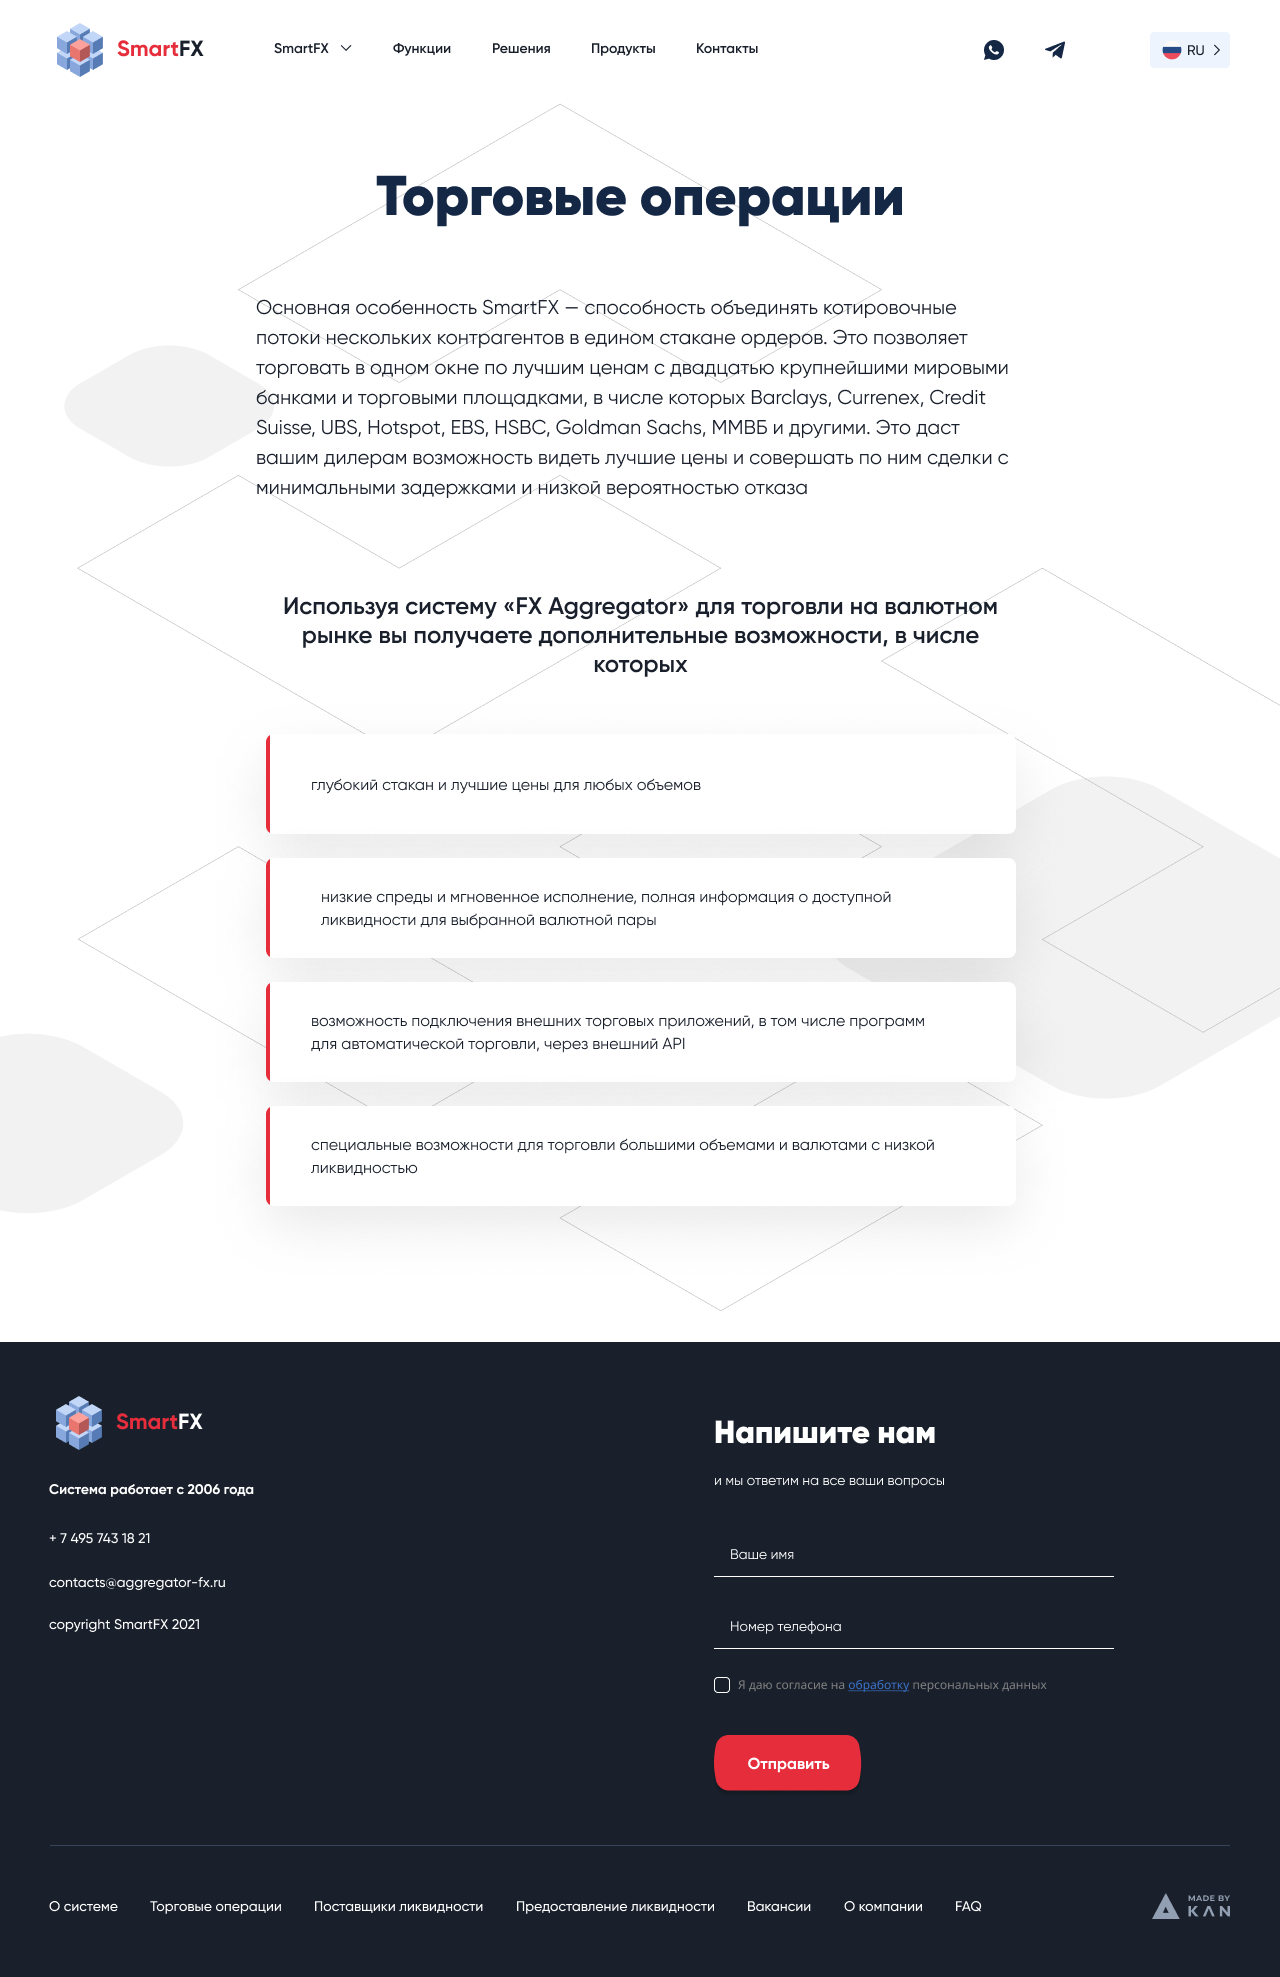 SmartFX
SmartFX
Функции
Решения
Продукты
Контакты
RU
Торговые операции
Основная особенность SmartFX — способность объединять котировочные
потоки нескольких контрагентов в едином стакане ордеров. Это позволяет
торговать в одном окне по лучшим ценам с двадцатью крупнейшими мировыми
банками и торговыми площадками, в числе которых Barclays, Currenex, Credit
Suisse, UBS, Hotspot, EBS, HSBC, Goldman Sachs, ММВБ и другими. Это даст
вашим дилерам возможность видеть лучшие цены и совершать по ним сделки с
минимальными задержками и низкой вероятностью отказа
Используя систему «FX Aggregator» для торговли на валютном
рынке вы получаете дополнительные возможности, в числе
которых
глубокий стакан и лучшие цены для любых объемов
низкие спреды и мгновенное исполнение, полная информация о доступной
ликвидности для выбранной валютной пары
возможность подключения внешних торговых приложений, в том числе программ
для автоматической торговли, через внешний API
специальные возможности для торговли большими объемами и валютами с низкой
ликвидностью
SmartFX
Система работает с 2006 года
+ 7 495 743 18 21
contacts@aggregator-fx.ru
copyright SmartFX 2021
Напишите нам
и мы ответим на все ваши вопросы
Ваше имя
Номер телефона
Я даю согласие на обработку персональных данных
Отправить
О системе
Торговые операции
Поставщики ликвидности
Предоставление ликвидности
Вакансии
О компании
FAQ
MADE BY
KAN